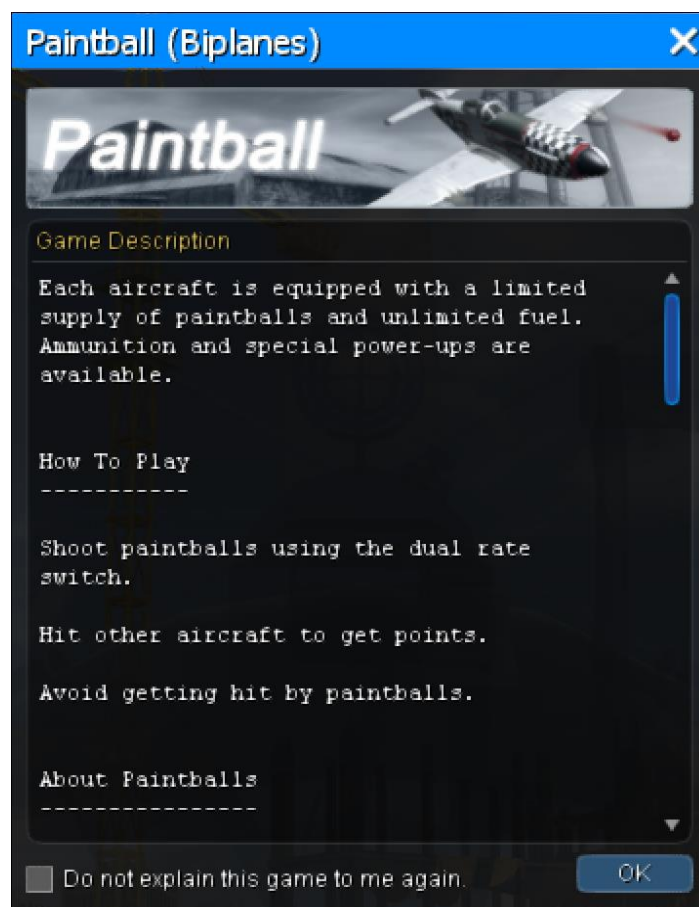 Paintball (Biplanes)
Paintball
Game Description
Each aircraft is equipped with a limited
supply of paintballs and unlimited fuel.
Ammunition and special power-ups are
available.
How To Play
-----------
Shoot paintballs using the dual rate
switch.
Hit other aircraft to get points.
Avoid getting hit by paintballs.
About Paintballs
----------------
Do not explain this game to me again.
OK